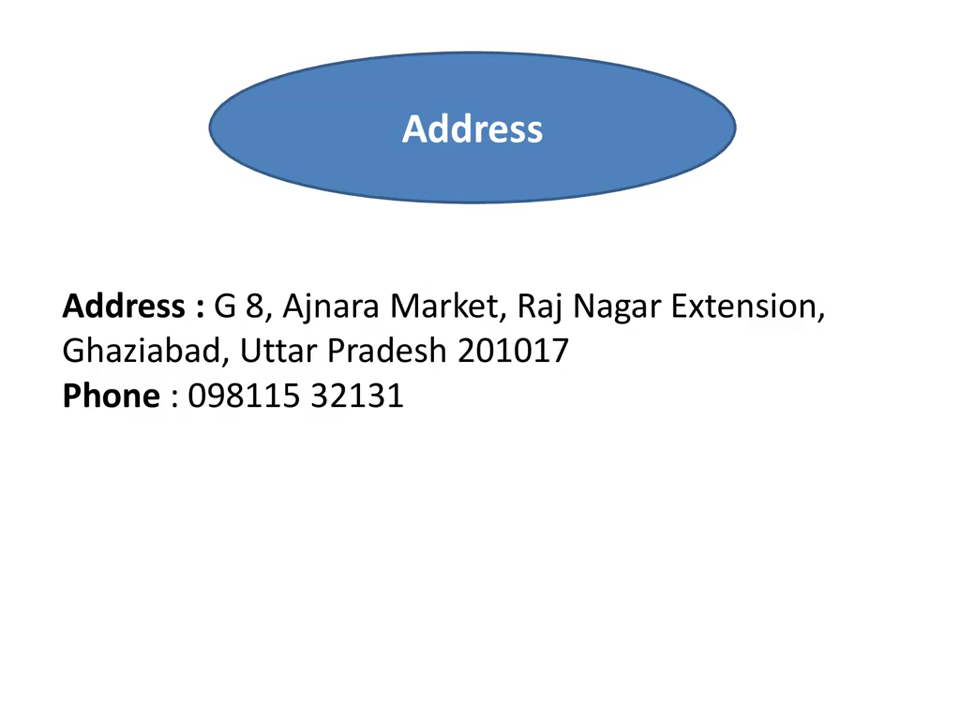 Address
Address : G 8, Ajnara Market, Raj Nagar Extension,
Ghaziabad, Uttar Pradesh 201017
Phone : 098115 32131